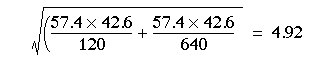 √((57.4 × 42.6)/120 + (57.4 × 42.6)/640 = 4.92